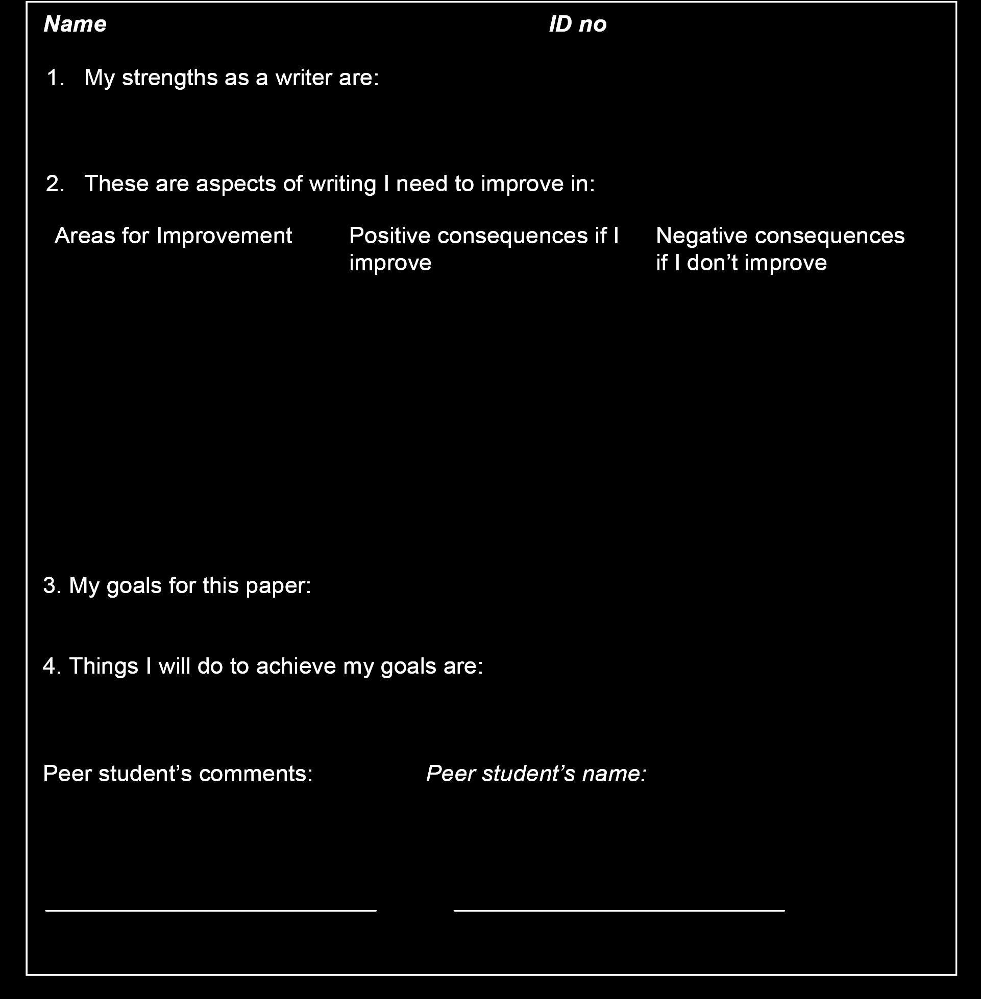 Name ID no
1. My strengths as a writer are:
2. These are aspects of writing I need to improve in:
Areas for Improvement
Positive consequences if I
improve
Negative consequences
if I don’t improve
3. My goals for this paper:
4. Things I will do to achieve my goals are:
Peer student’s comments: Peer student’s name: